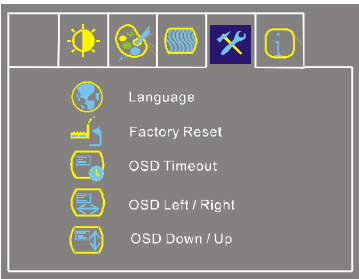 Language
Factory Reset
OSD Timeout
OSD Left / Right
OSD Down / Up